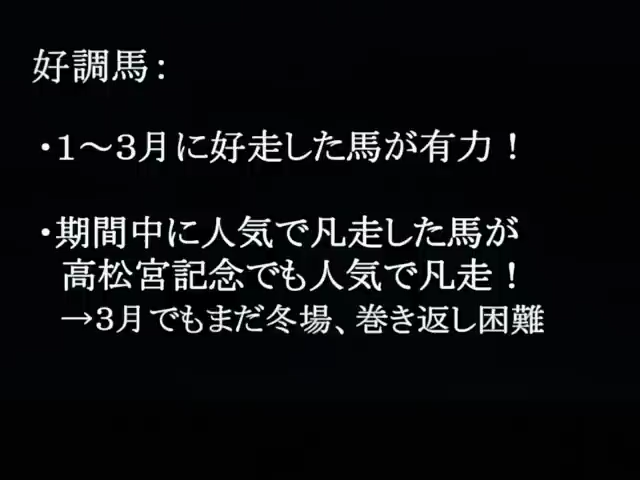 好調馬：
・１～３月に好走した馬が有力！
・期間中に人気で凡走した馬が
高松宮記念でも人気で凡走！
→３月でもまだ冬場、巻き返し困難